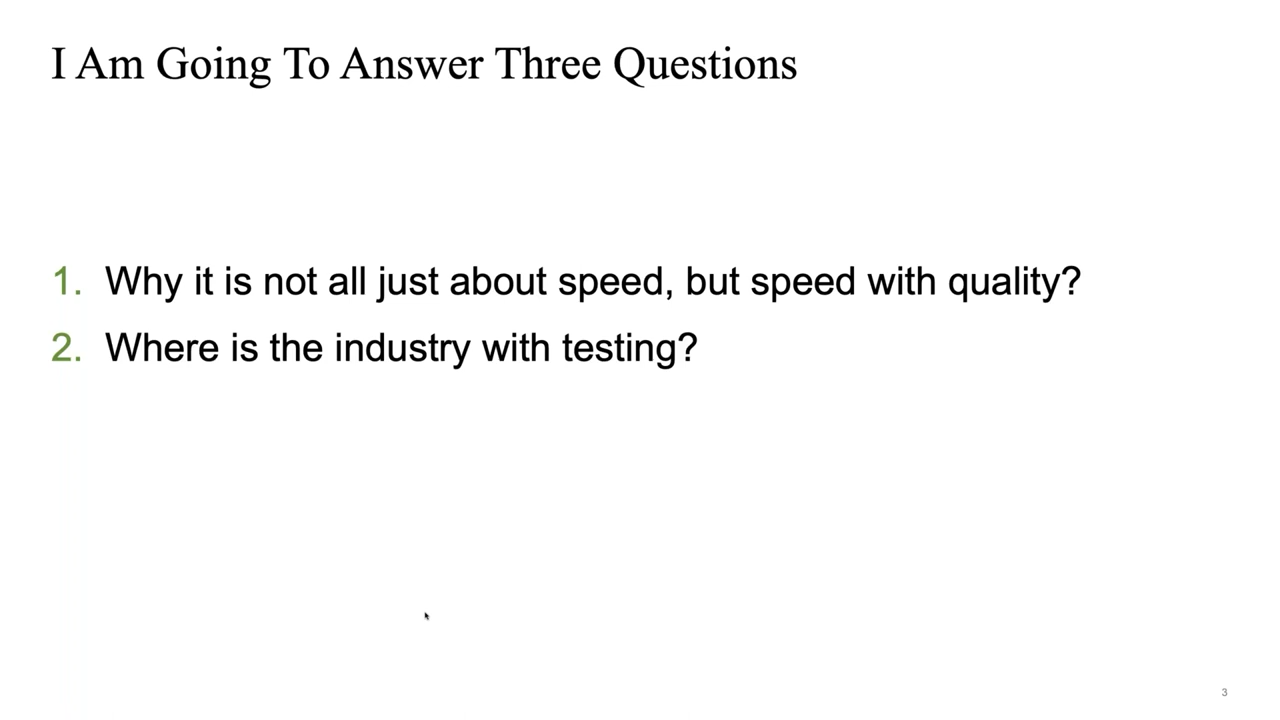 I Am Going To Answer Three Questions
1. Why it is not all just about speed, but speed with quality?
2. Where is the industry with testing?
3